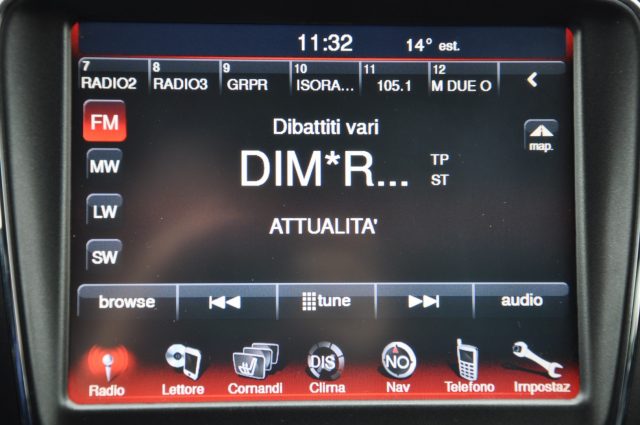 11:32 14° est.
7 8 9 10 11 12
RADIO2 RADIO3 GRPR ISORA... 105.1 M DUE O
FM
Dibattiti vari
map.
MW
DIM*R... TP
ST
LW
ATTUALITA'
SW
browse tune audio
DIS NO
Radio Lettore Comandi Clima Nav Telefono Impostaz